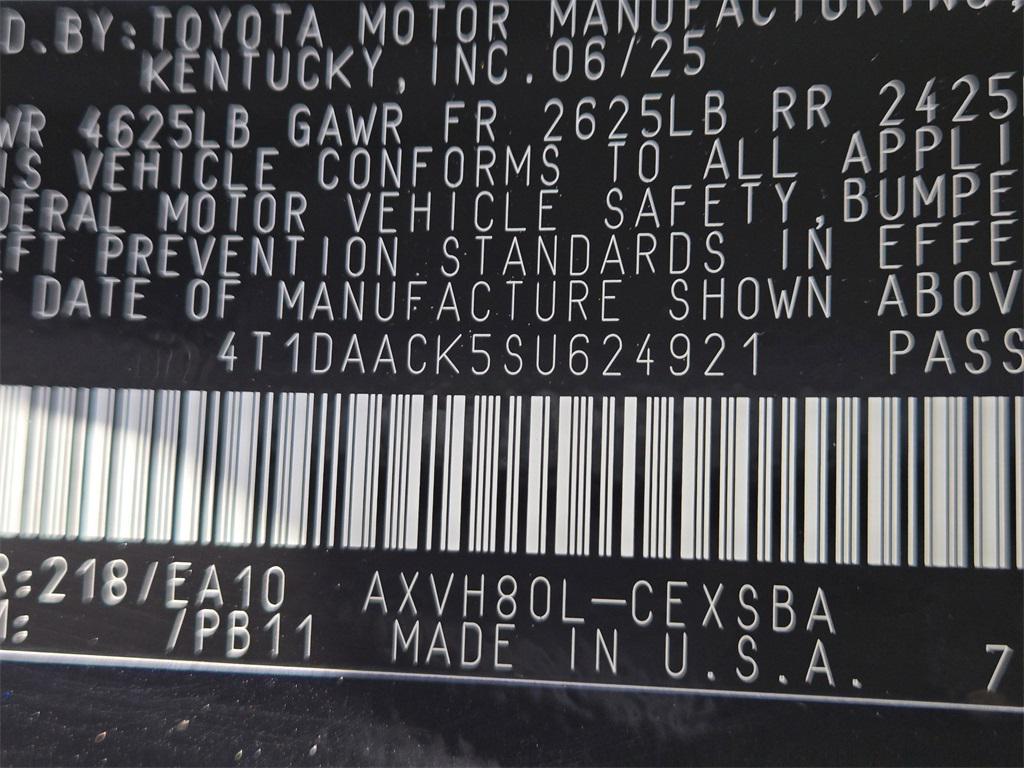 D. BY: TOYOTA MOTOR MANUFACTURING,
KENTUCKY, INC. 06/25
WR 4625LB GAWR FR 2625LB RR 2425
IS VEHICLE CONFORMS TO ALL APPLI
DERAL MOTOR VEHICLE SAFETY, BUMPE
FT PREVENTION STANDARDS IN EFFE
DATE OF MANUFACTURE SHOWN ABOV
4T1DAACK5SU624921 PASS
R:218/EA10 AXVH80L-CEXSBA
M: /PB11 MADE IN U.S.A. 7